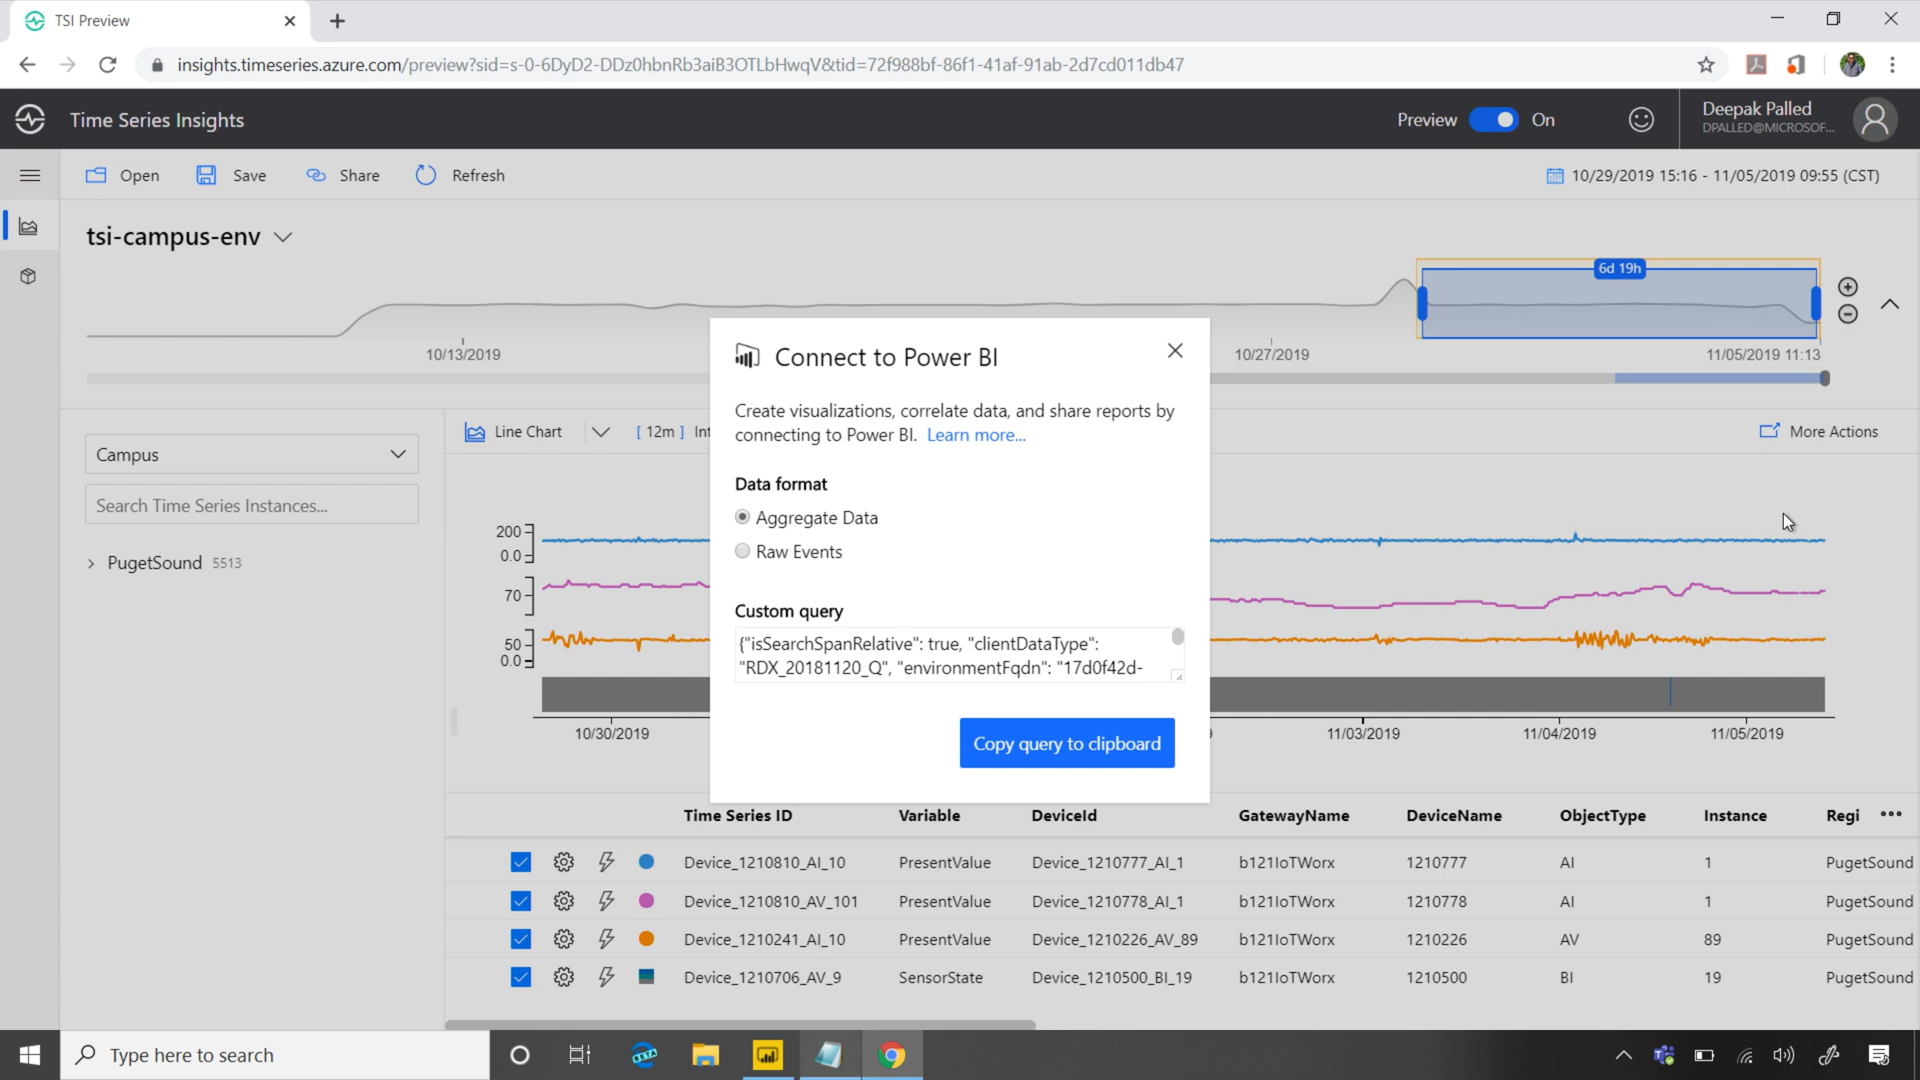 TSI Preview
insights.timeseries.azure.com/preview?sid=s-0-6DyD2-DDz0hbnRb3aiB3OTLbHwqV&tid=72f988bf-86f1-41af-91ab-2d7cd011db47
Time Series Insights
Preview On
Deepak Palled
DPALLED@MICROSOF...
Open Save Share Refresh
10/29/2019 15:16 - 11/05/2019 09:55 (CST)
tsi-campus-env
6d 19h
10/13/2019 10/27/2019 11/05/2019 11:13
Campus
Search Time Series Instances...
PugetSound 5513
Line Chart [ 12m ] Int
More Actions
Connect to Power BI
Create visualizations, correlate data, and share reports by
connecting to Power BI. Learn more...
Data format
Aggregate Data
Raw Events
Custom query
{"isSearchSpanRelative": true, "clientDataType":
"RDX_20181120_Q", "environmentFqdn": "17d0f42d-
Copy query to clipboard
200
0.0
70
50
0.0
10/30/2019 11/03/2019 11/04/2019 11/05/2019
Time Series ID Variable DeviceId GatewayName DeviceName ObjectType Instance Regi
Device_1210810_AI_10 PresentValue Device_1210777_AI_1 b121IoTWorx 1210777 AI 1 PugetSound
Device_1210810_AV_101 PresentValue Device_1210778_AI_1 b121IoTWorx 1210778 AI 1 PugetSound
Device_1210241_AI_10 PresentValue Device_1210226_AV_89 b121IoTWorx 1210226 AV 89 PugetSound
Device_1210706_AV_9 SensorState Device_1210500_BI_19 b121IoTWorx 1210500 BI 19 PugetSound
Type here to search
BETA